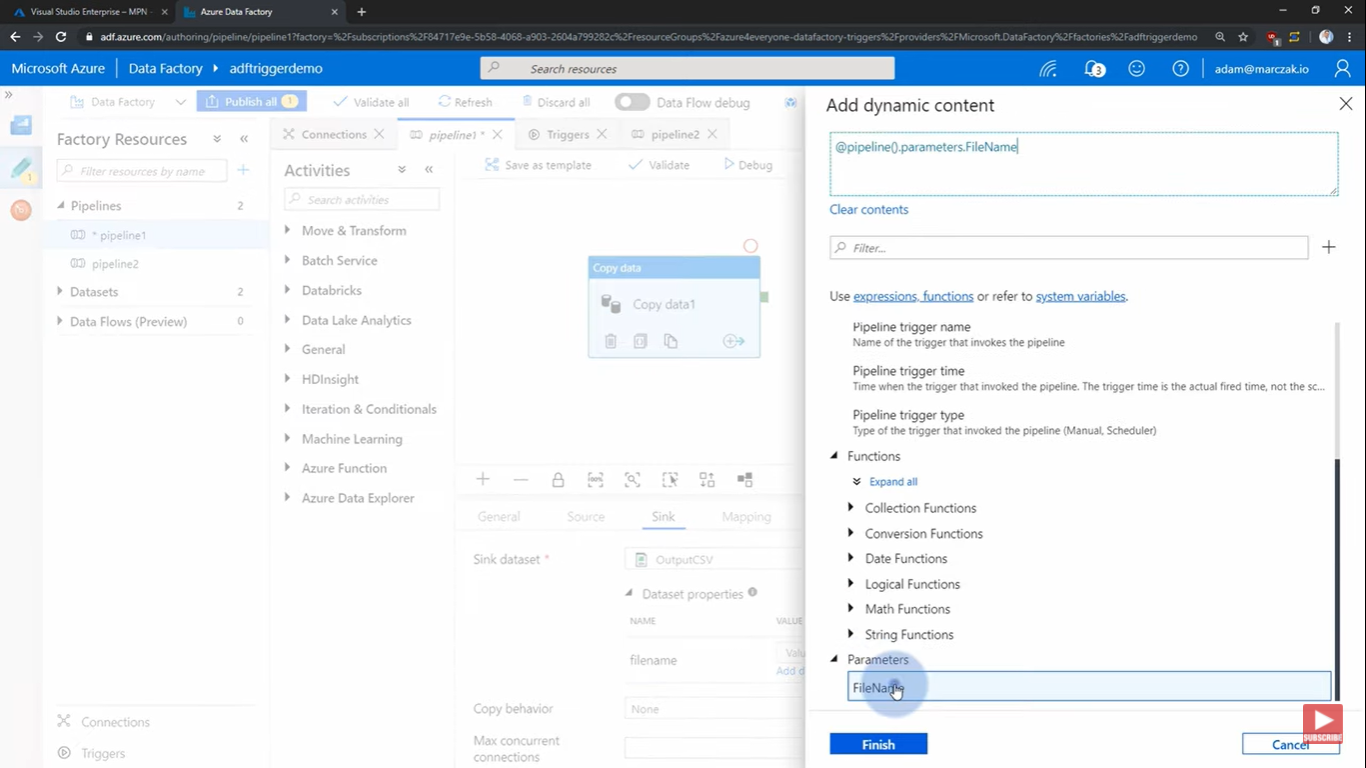 Visual Studio Enterprise – MPN -
Azure Data Factory
adf.azure.com/authoring/pipeline/pipeline1?factory=%2Fsubscriptions%2F84717e9e-5b58-4068-a903-2604a799282c%2FresourceGroups%2Fazure4everyone-datafactory-triggers%2Fproviders%2FMicrosoft.DataFactory%2Ffactories%2Fadftriggerdemo
Microsoft Azure
Data Factory
adftriggerdemo
Search resources
3
adam@marczak.io
Data Factory
Publish all 1
Validate all
Refresh
Discard all
Data Flow debug
Factory Resources
Filter resources by name
Pipelines 2
* pipeline1
pipeline2
Datasets 2
Data Flows (Preview) 0
Connections
Triggers
Connections
pipeline1 *
Triggers
pipeline2
Activities
Search activities
Move & Transform
Batch Service
Databricks
Data Lake Analytics
General
HDInsight
Iteration & Conditionals
Machine Learning
Azure Function
Azure Data Explorer
Save as template
Validate
Debug
Copy data
Copy data1
100%
General
Source
Sink
Mapping
Sink dataset *
OutputCSV
Dataset properties
NAME
VALUE
filename
Valu
Add d
Copy behavior
None
Max concurrent
connections
Add dynamic content
@pipeline().parameters.FileName
Clear contents
Filter...
Use expressions, functions or refer to system variables.
Pipeline trigger name
Name of the trigger that invokes the pipeline
Pipeline trigger time
Time when the trigger that invoked the pipeline. The trigger time is the actual fired time, not the sc...
Pipeline trigger type
Type of the trigger that invoked the pipeline (Manual, Scheduler)
Functions
Expand all
Collection Functions
Conversion Functions
Date Functions
Logical Functions
Math Functions
String Functions
Parameters
FileName
Finish
Cancel
SUBSCRIBE